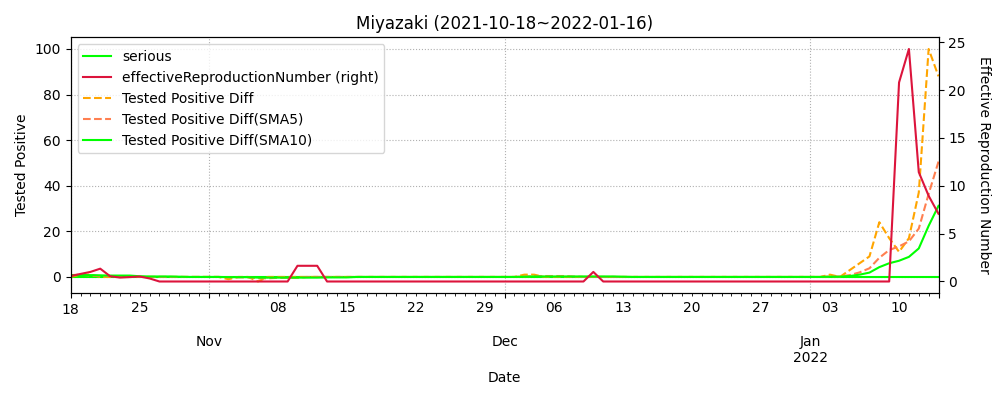 Miyazaki (2021-10-18~2022-01-16)
serious
effectiveReproductionNumber (right)
Tested Positive Diff
Tested Positive Diff(SMA5)
Tested Positive Diff(SMA10)
Tested Positive
100
80
60
40
20
0
25
20
15
10
5
0
Effective Reproduction Number
18 25 08 15 22 29 06 13 20 27 03 10
Nov Dec Jan
2022
Date